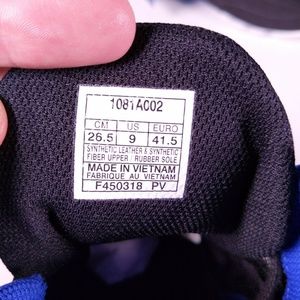 1081A002
CM US EURO
26.5 9 41.5
SYNTHETIC LEATHER & SYNTHETIC
FIBER UPPER / RUBBER SOLE
MADE IN VIETNAM
FABRIQUE AU VIETNAM
F450318 PV